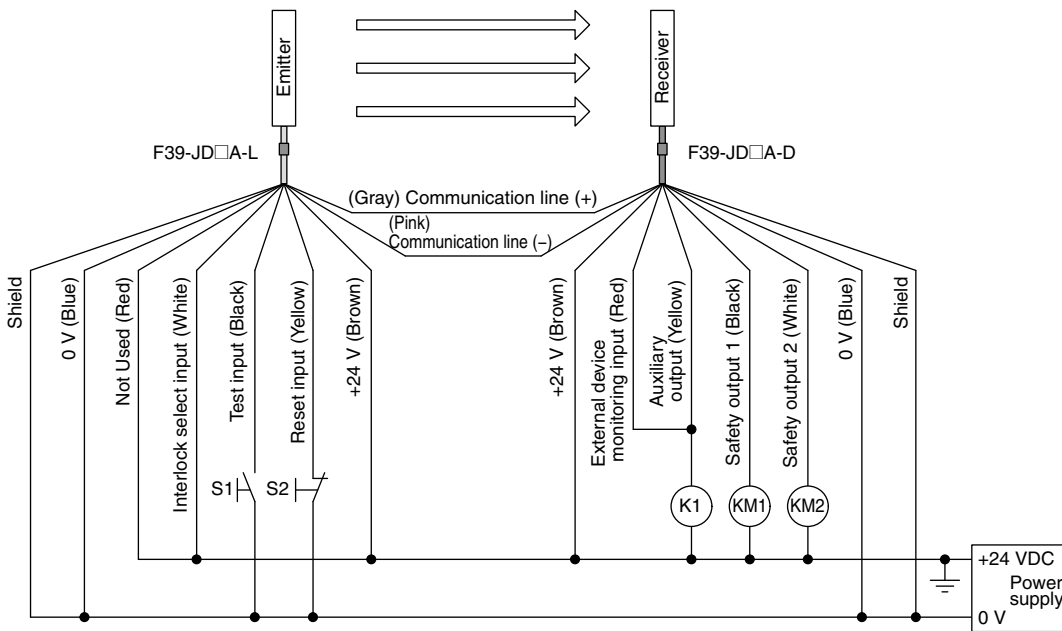 Emitter
Receiver
F39-JD□A-L
F39-JD□A-D
(Gray) Communication line (+)
(Pink)
Communication line (−)
Shield
0 V (Blue)
Not Used (Red)
Interlock select input (White)
Test input (Black)
Reset input (Yellow)
+24 V (Brown)
+24 V (Brown)
External device
monitoring input (Red)
Auxiliary
output (Yellow)
Safety output 1 (Black)
Safety output 2 (White)
0 V (Blue)
Shield
S1
S2
K1
KM1
KM2
+24 VDC
Power
supply
0 V